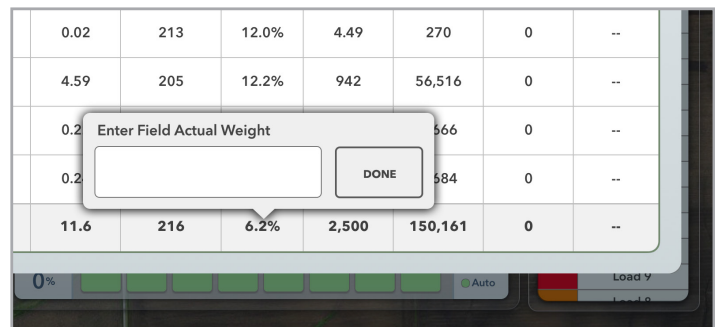 0.02 213 12.0% 4.49 270 0 --
4.59 205 12.2% 942 56,516 0 --
Enter Field Actual Weight 0 --
DONE 0 --
11.6 216 6.2% 2,500 150,161 0 --
0% Auto Load 9